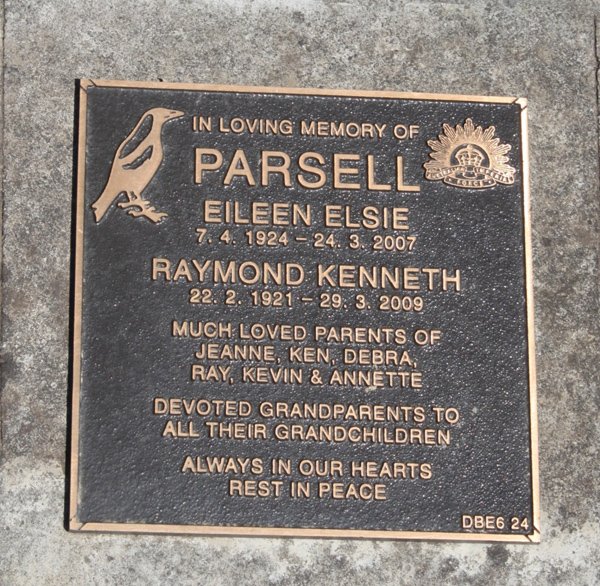 IN LOVING MEMORY OF
PARSELL
EILEEN ELSIE
7. 4. 1924 – 24. 3. 2007
RAYMOND KENNETH
22. 2. 1921 – 29. 3. 2009
MUCH LOVED PARENTS OF
JEANNE, KEN, DEBRA,
RAY, KEVIN & ANNETTE
DEVOTED GRANDPARENTS TO
ALL THEIR GRANDCHILDREN
ALWAYS IN OUR HEARTS
REST IN PEACE
DBE6 24